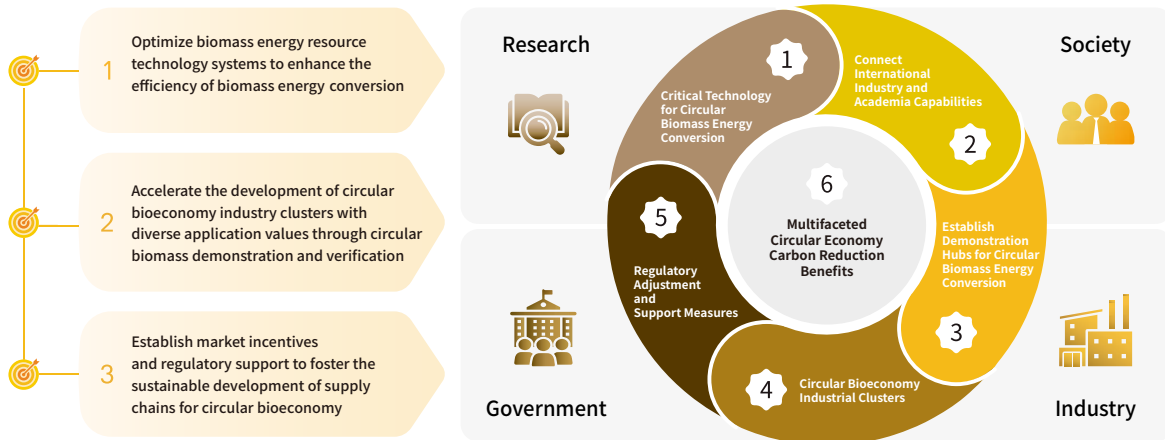 1
Optimize biomass energy resource
technology systems to enhance the
efficiency of biomass energy conversion
2
Accelerate the development of circular
bioeconomy industry clusters with
diverse application values through circular
biomass demonstration and verification
3
Establish market incentives
and regulatory support to foster the
sustainable development of supply
chains for circular bioeconomy
Research
Society
Government
Industry
1
Critical Technology
for Circular
Biomass Energy
Conversion
Connect
International
Industry and
Academia Capabilities
2
Establish
Demonstration
Hubs for Circular
Biomass Energy
Conversion
3
4
Circular Bioeconomy
Industrial Clusters
5
Regulatory
Adjustment
and
Support Measures
6
Multifaceted
Circular Economy
Carbon Reduction
Benefits